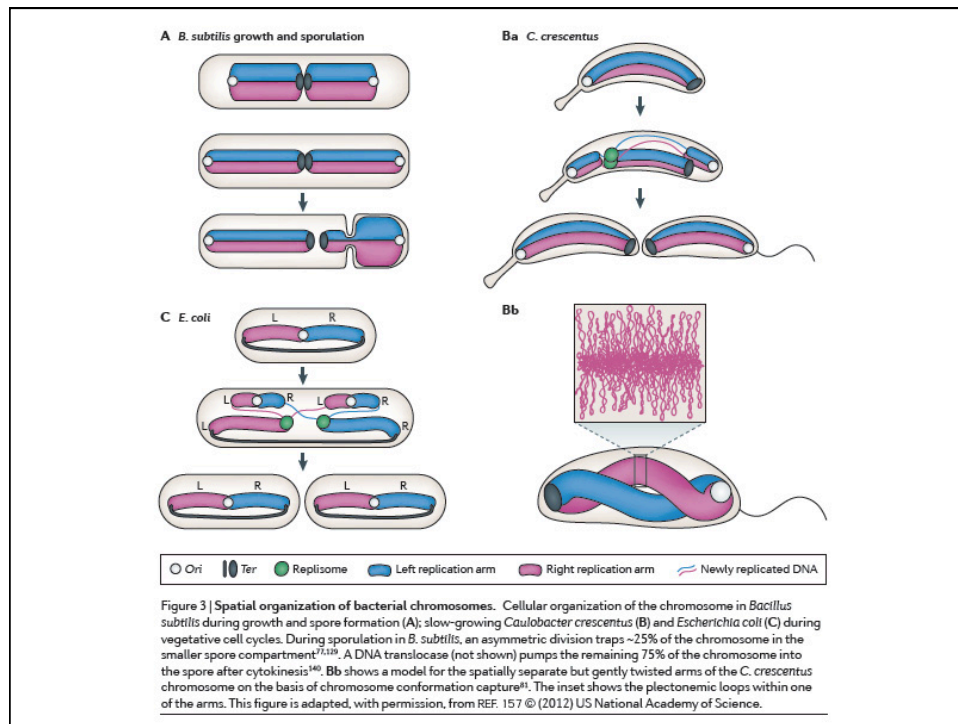 A B. subtilis growth and sporulation
Ba C. crescentus
C E. coli
L R
L R L R
L R
L R L R
Bb
Ori Ter Replisome Left replication arm Right replication arm Newly replicated DNA
Figure 3 | Spatial organization of bacterial chromosomes. Cellular organization of the chromosome in Bacillus
subtilis during growth and spore formation (A); slow-growing Caulobacter crescentus (B) and Escherichia coli (C) during
vegetative cell cycles. During sporulation in B. subtilis, an asymmetric division traps ~25% of the chromosome in the
smaller spore compartment⁷⁷,¹²⁹. A DNA translocase (not shown) pumps the remaining 75% of the chromosome into
the spore after cytokinesis¹⁴⁰. Bb shows a model for the spatially separate but gently twisted arms of the C. crescentus
chromosome on the basis of chromosome conformation capture⁸¹. The inset shows the plectonemic loops within one
of the arms. This figure is adapted, with permission, from REF. 157 © (2012) US National Academy of Science.